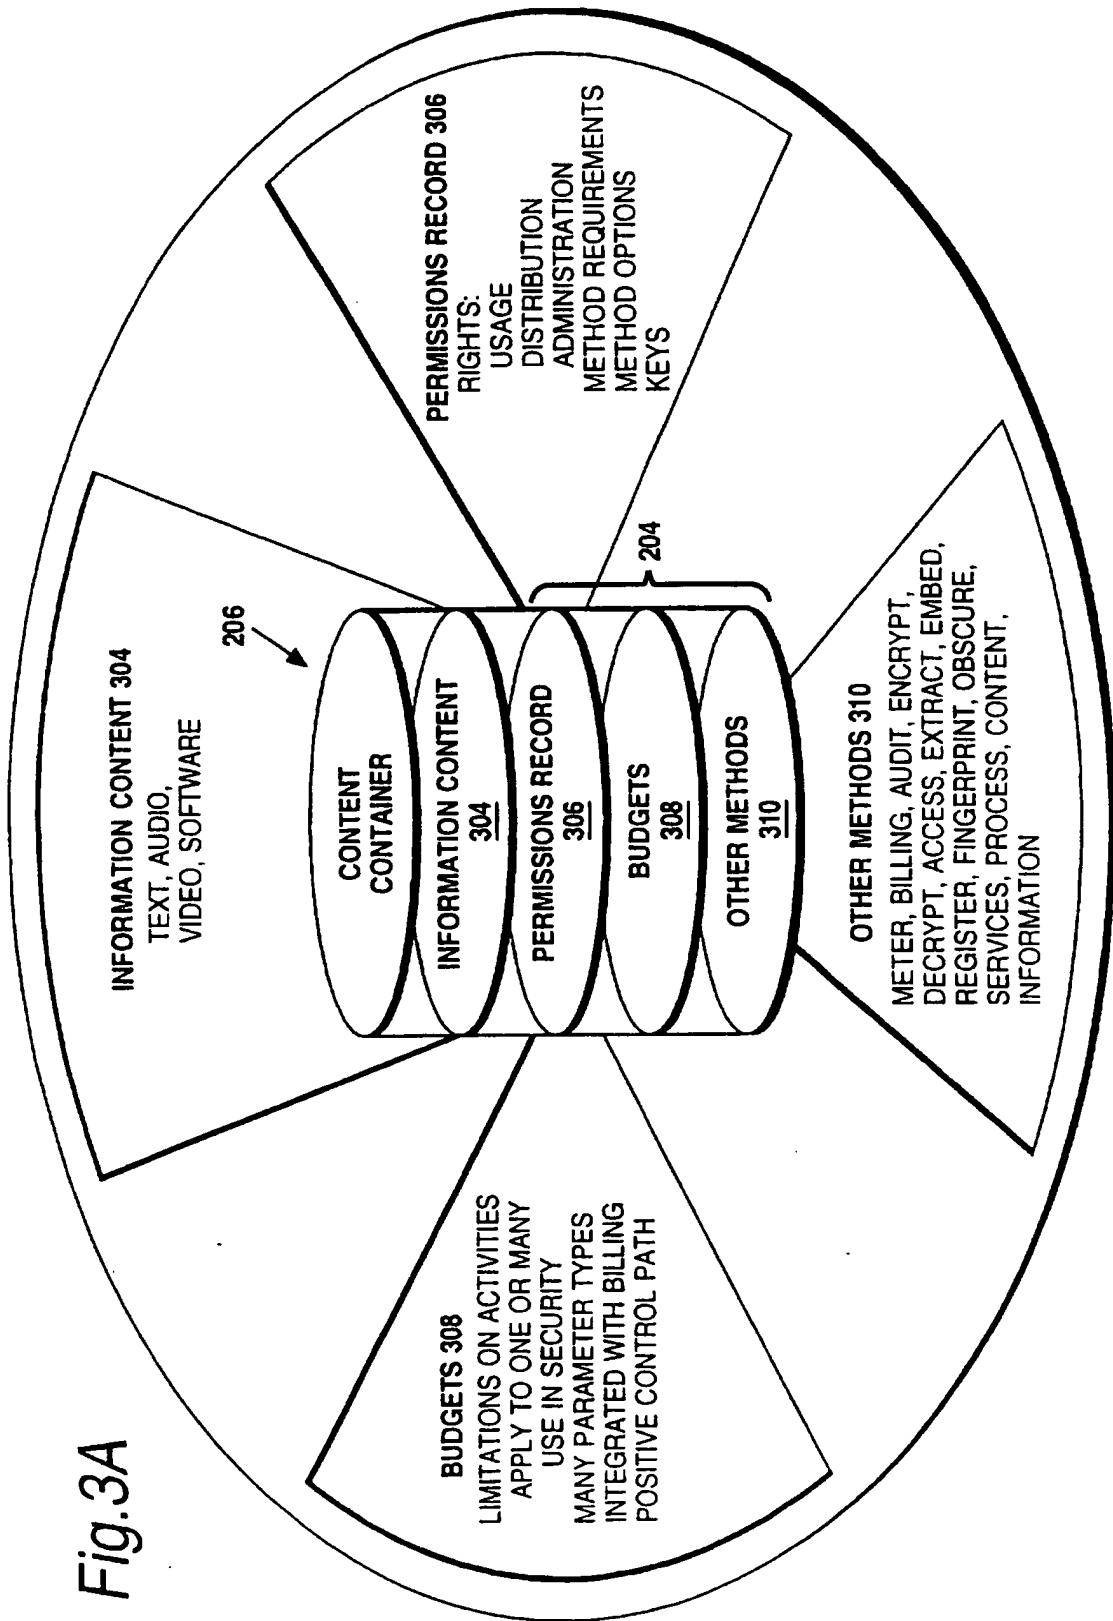 Fig.3A
INFORMATION CONTENT 304
TEXT, AUDIO,
VIDEO, SOFTWARE
206
BUDGETS 308
LIMITATIONS ON ACTIVITIES
APPLY TO ONE OR MANY
USE IN SECURITY
MANY PARAMETER TYPES
INTEGRATED WITH BILLING
POSITIVE CONTROL PATH
CONTENT
CONTAINER
INFORMATION CONTENT
304
PERMISSIONS RECORD
306
BUDGETS
308
OTHER METHODS
310
204
PERMISSIONS RECORD 306
RIGHTS:
USAGE
DISTRIBUTION
ADMINISTRATION
METHOD REQUIREMENTS
METHOD OPTIONS
KEYS
OTHER METHODS 310
METER, BILLING, AUDIT, ENCRYPT,
DECRYPT, ACCESS, EXTRACT, EMBED,
REGISTER, FINGERPRINT, OBSCURE,
SERVICES, PROCESS, CONTENT,
INFORMATION